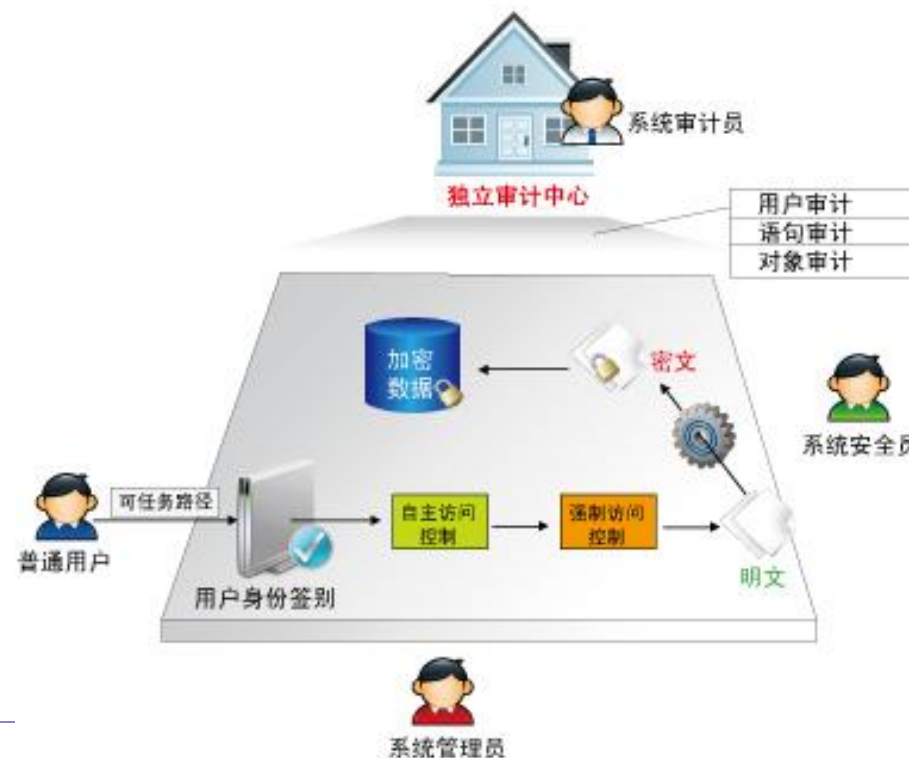 系统审计员
独立审计中心
用户审计
语句审计
对象审计
加密
数据
密文
系统安全员
可任务路径
自主访问
控制
强制访问
控制
普通用户
用户身份签别
明文
系统管理员